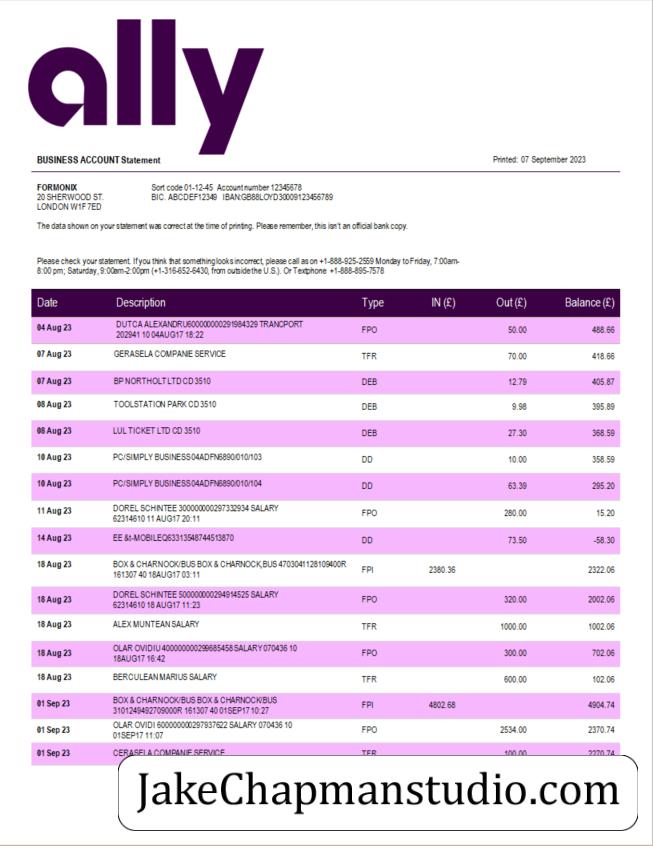 ally
BUSINESS ACCOUNT Statement Printed: 07 September 2023
FORMONIX Sort code 01-12-45 Account number 12345678
20 SHERWOOD ST. BIC. ABCDEF12349 IBAN:GB88LOYD30009123456789
LONDON W1F 7ED
The data shown on your statement was correct at the time of printing. Please remember, this isn't an official bank copy.
Please check your statement. If you think that something looks incorrect, please call as on +1-888-925-2559 Monday to Friday, 7:00am-
8:00 pm; Saturday, 9:00am-2:00pm (+1-316-652-6430, from outside the U.S.). Or Textphone +1-888-895-7578
Date Description Type IN (£) Out (£) Balance (£)
04 Aug 23 DUTCA ALEXANDRU600000000291984329 TRANCPORT FPO 50.00 488.66
202941 10 04AUG17 18:22
07 Aug 23 GERASELA COMPANIE SERVICE TFR 70.00 418.66
07 Aug 23 BP NORTHOLT LTD CD 3510 DEB 12.79 405.87
08 Aug 23 TOOLSTATION PARK CD 3510 DEB 9.98 395.89
08 Aug 23 LUL TICKET LTD CD 3510 DEB 27.30 368.59
10 Aug 23 PC/SIMPLY BUSINESS04ADFN6890/010/103 DD 10.00 358.59
10 Aug 23 PC/SIMPLY BUSINESS04ADFN6890/010/104 DD 63.39 295.20
11 Aug 23 DOREL SCHINTEE 300000000297332934 SALARY FPO 280.00 15.20
62314610 11 AUG17 20:11
14 Aug 23 EE &t-MOBILEQ63313548744513870 DD 73.50 -58.30
18 Aug 23 BOX & CHARNOCK/BUS BOX & CHARNOCK,BUS 4703041128109400R FPI 2380.36 2322.06
161307 40 18AUG17 03:11
18 Aug 23 DOREL SCHINTEE 500000000294914525 SALARY FPO 320.00 2002.06
62314610 18 AUG17 11:23
18 Aug 23 ALEX MUNTEAN SALARY TFR 1000.00 1002.06
18 Aug 23 OLAR OVIDIU 400000000299685458 SALARY 070436 10 FPO 300.00 702.06
18AUG17 16:42
18 Aug 23 BERCULEAN MARIUS SALARY TFR 600.00 102.06
01 Sep 23 BOX & CHARNOCK/BUS BOX & CHARNOCK/BUS FPI 4802.68 4904.74
3101249492709000R 161307 40 01SEP17 10:27
01 Sep 23 OLAR OVIDI 600000000297937622 SALARY 070436 10 FPO 2534.00 2370.74
01SEP17 11:07
01 Sep 23 CERASELA COMPANIE SERVICE TFR 100.00 2270.74
JakeChapmanstudio.com